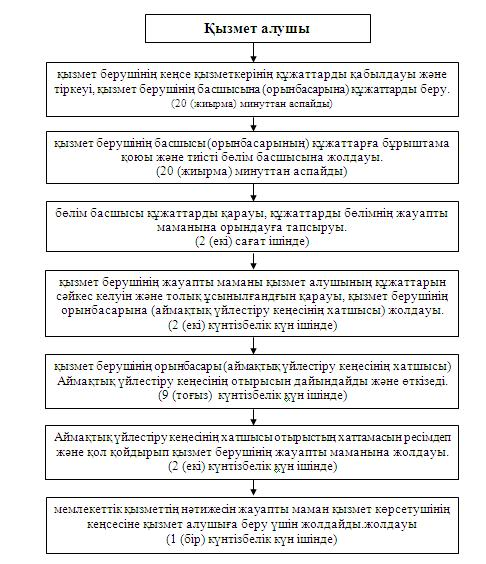 Қызмет алушы
қызмет берушінің кеңсе қызметкерінің құжаттарды қабылдауы және
тіркеуі, қызмет берушінің басшысына (орынбасарына) құжаттарды беру.
(20 (жиырма) минуттан аспайды)
қызмет берушінің басшысы (орынбасарының) құжаттарға бұрыштама
қоюы және тиісті бөлім басшысына жолдауы.
(20 (жиырма) минуттан аспайды)
бөлім басшысы құжаттарды қарауы, құжаттарды бөлімнің жауапты
маманына орындауға тапсыруы.
(2 (екі) сағат ішінде)
қызмет берушінің жауапты маманы қызмет алушының құжаттарын
сәйкес келуін және толық ұсынылғандғын қарауы, қызмет берушінің
орынбасарына (аймақтық үйлестіру кеңесінің хатшысы) жолдауы.
(2 (екі) күнтізбелік күн ішінде)
қызмет берушінің орынбасары (аймақтық үйлестіру кеңесінің хатшысы)
Аймақтық үйлестіру кеңесінің отырысын дайындайды және өткізеді.
(9 (тоғыз) күнтізбелік күн ішінде)
Аймақтық үйлестіру кеңесінің хатшысы отырыстың хаттамасын ресімдеп
және қол қойдырып қызмет берушінің жауапты маманына жолдауы.
(2 (екі) күнтізбелік күн ішінде)
мемлекеттік қызметтің нәтижесін жауапты маман қызмет көрсетушінің
кеңсесіне қызмет алушыға беру үшін жолдайды.жолдауы
(1 (бір) күнтізбелік күн ішінде)